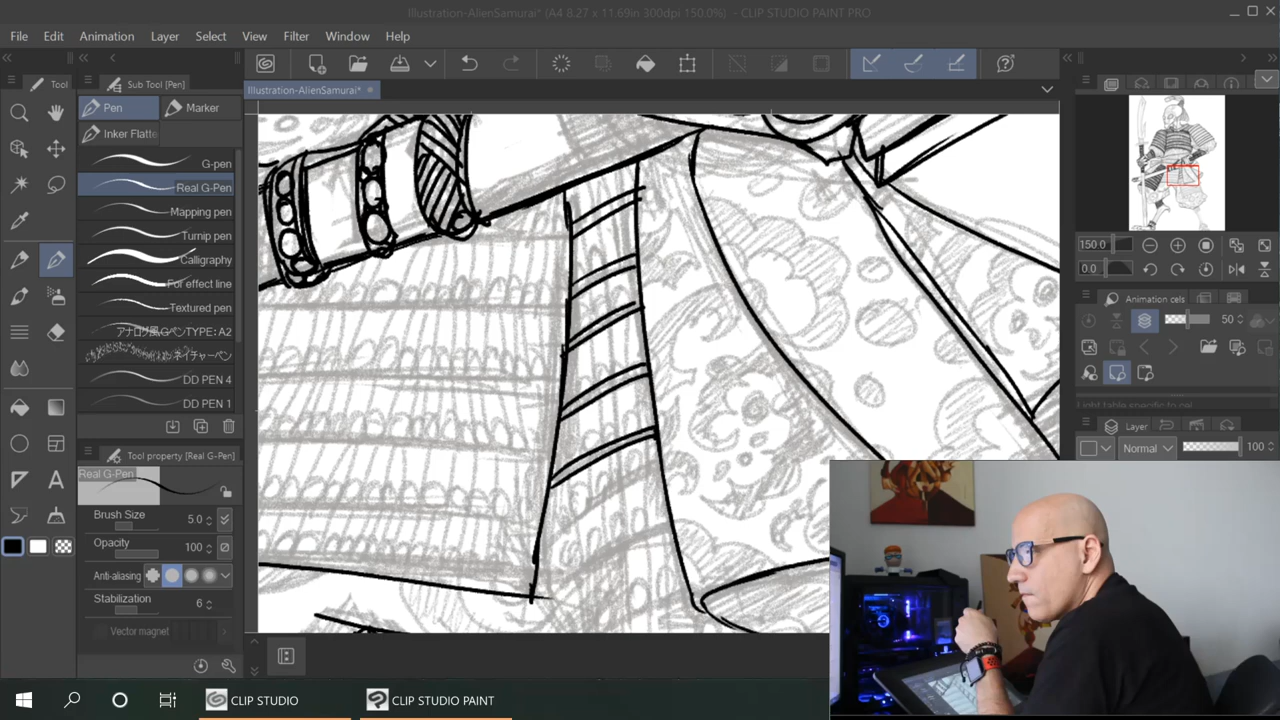 Illustration-AlienSamurai* (A4 8.27 x 11.69in 300dpi 150.0%) - CLIP STUDIO PAINT PRO
File Edit Animation Layer Select View Filter Window Help
Tool
Sub Tool [Pen]
Illustration-AlienSamurai*
Pen
Marker
Inker Flatte
G-pen
Real G-Pen
Mapping pen
Turnip pen
Calligraphy
For effect line
Textured pen
アナログ風GペンTYPE:A2
DD PEN 4
DD PEN 1
Tool property [Real G-Pen]
Real G-Pen
Brush Size 5.0
Opacity 100
Anti-aliasing
Stabilization 6
Vector magnet
150.0
0.0
Animation cels
50
Light table specific to cel
Layer
Normal 100
CLIP STUDIO
CLIP STUDIO PAINT